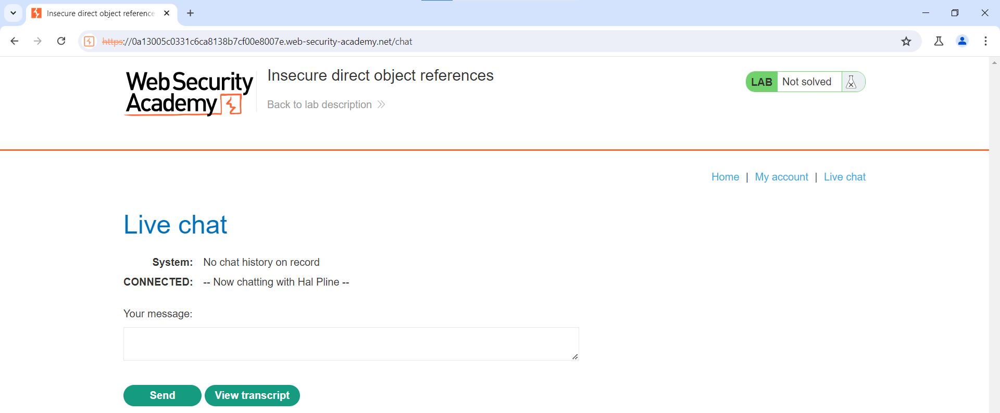 Insecure direct object reference
https://0a13005c0331c6ca8138b7cf00e8007e.web-security-academy.net/chat
Web Security
Academy
Insecure direct object references
Back to lab description
LAB Not solved
Home | My account | Live chat
Live chat
System: No chat history on record
CONNECTED: -- Now chatting with Hal Pline --
Your message:
Send View transcript